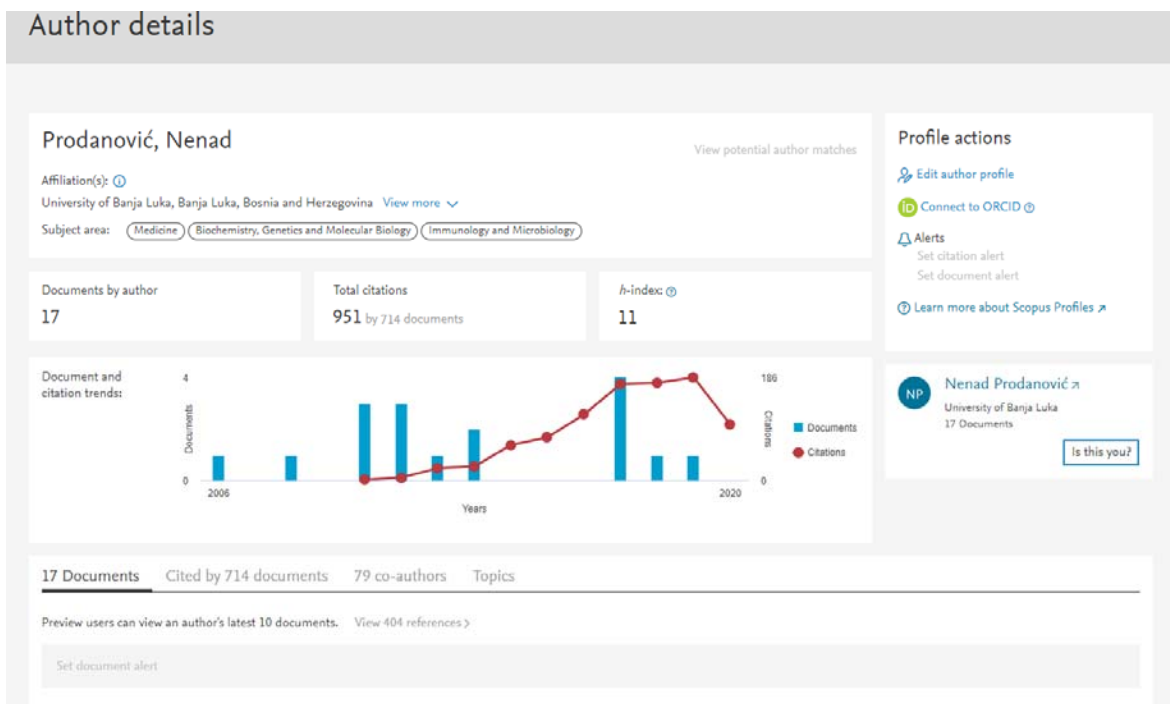 Author details
Prodanović, Nenad
View potential author matches
Affiliation(s):
University of Banja Luka, Banja Luka, Bosnia and Herzegovina View more
Subject area: Medicine Biochemistry, Genetics and Molecular Biology Immunology and Microbiology
Documents by author
17
Total citations
951 by 714 documents
h-index:
11
Document and
citation trends:
4
Documents
0
2006
Years
2020
186
Citations
0
Documents
Citations
Profile actions
Edit author profile
iD Connect to ORCID
Alerts
Set citation alert
Set document alert
Learn more about Scopus Profiles
NP
Nenad Prodanović
University of Banja Luka
17 Documents
Is this you?
17 Documents Cited by 714 documents 79 co-authors Topics
Preview users can view an author's latest 10 documents. View 404 references
Set document alert